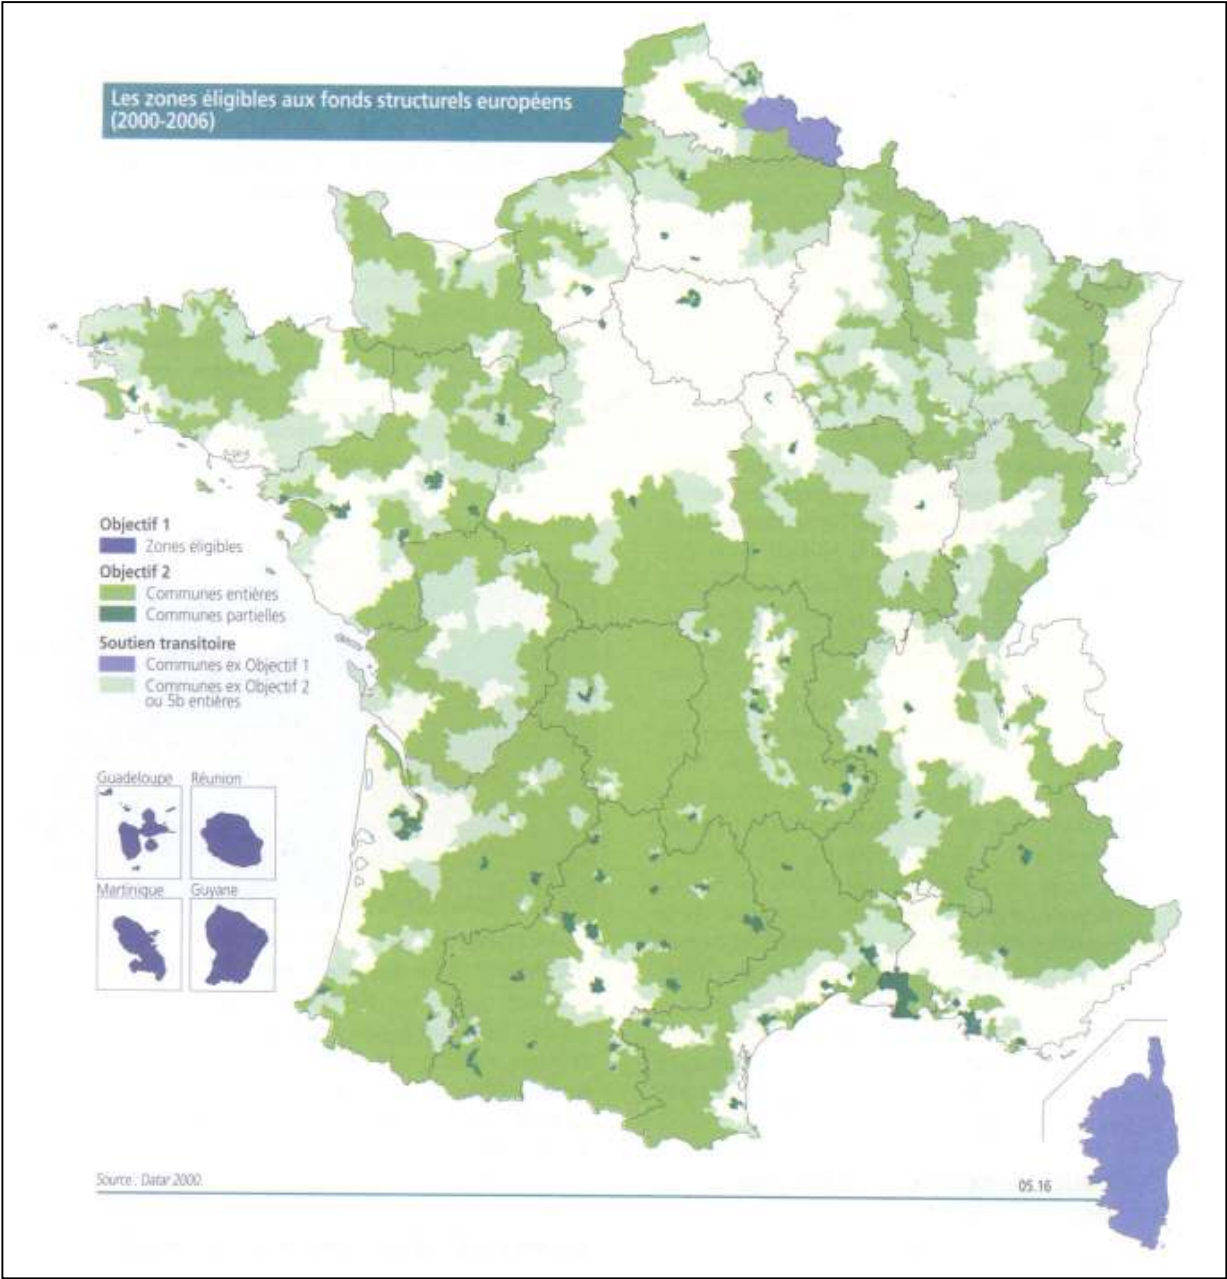 Les zones éligibles aux fonds structurels européens
(2000-2006)
Objectif 1
Zones éligibles
Objectif 2
Communes entières
Communes partielles
Soutien transitoire
Communes ex Objectif 1
Communes ex Objectif 2
ou 5b entières
Guadeloupe
Réunion
Martinique
Guyane
Source : Datar 2000.
05.16